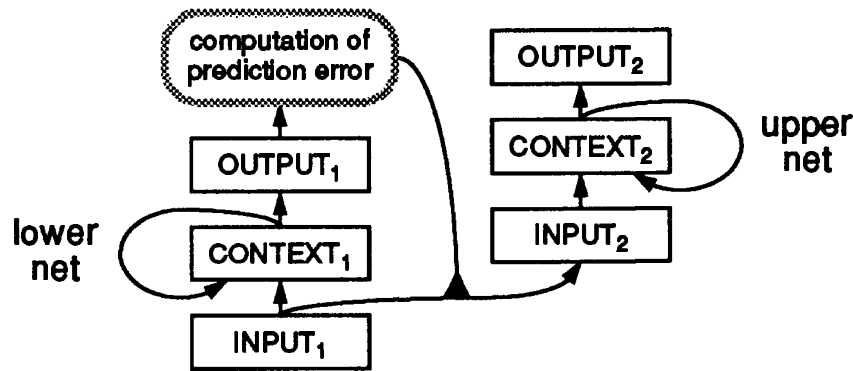 computation of
prediction error
OUTPUT₁
CONTEXT₁
INPUT₁
lower
net
OUTPUT₂
CONTEXT₂
INPUT₂
upper
net